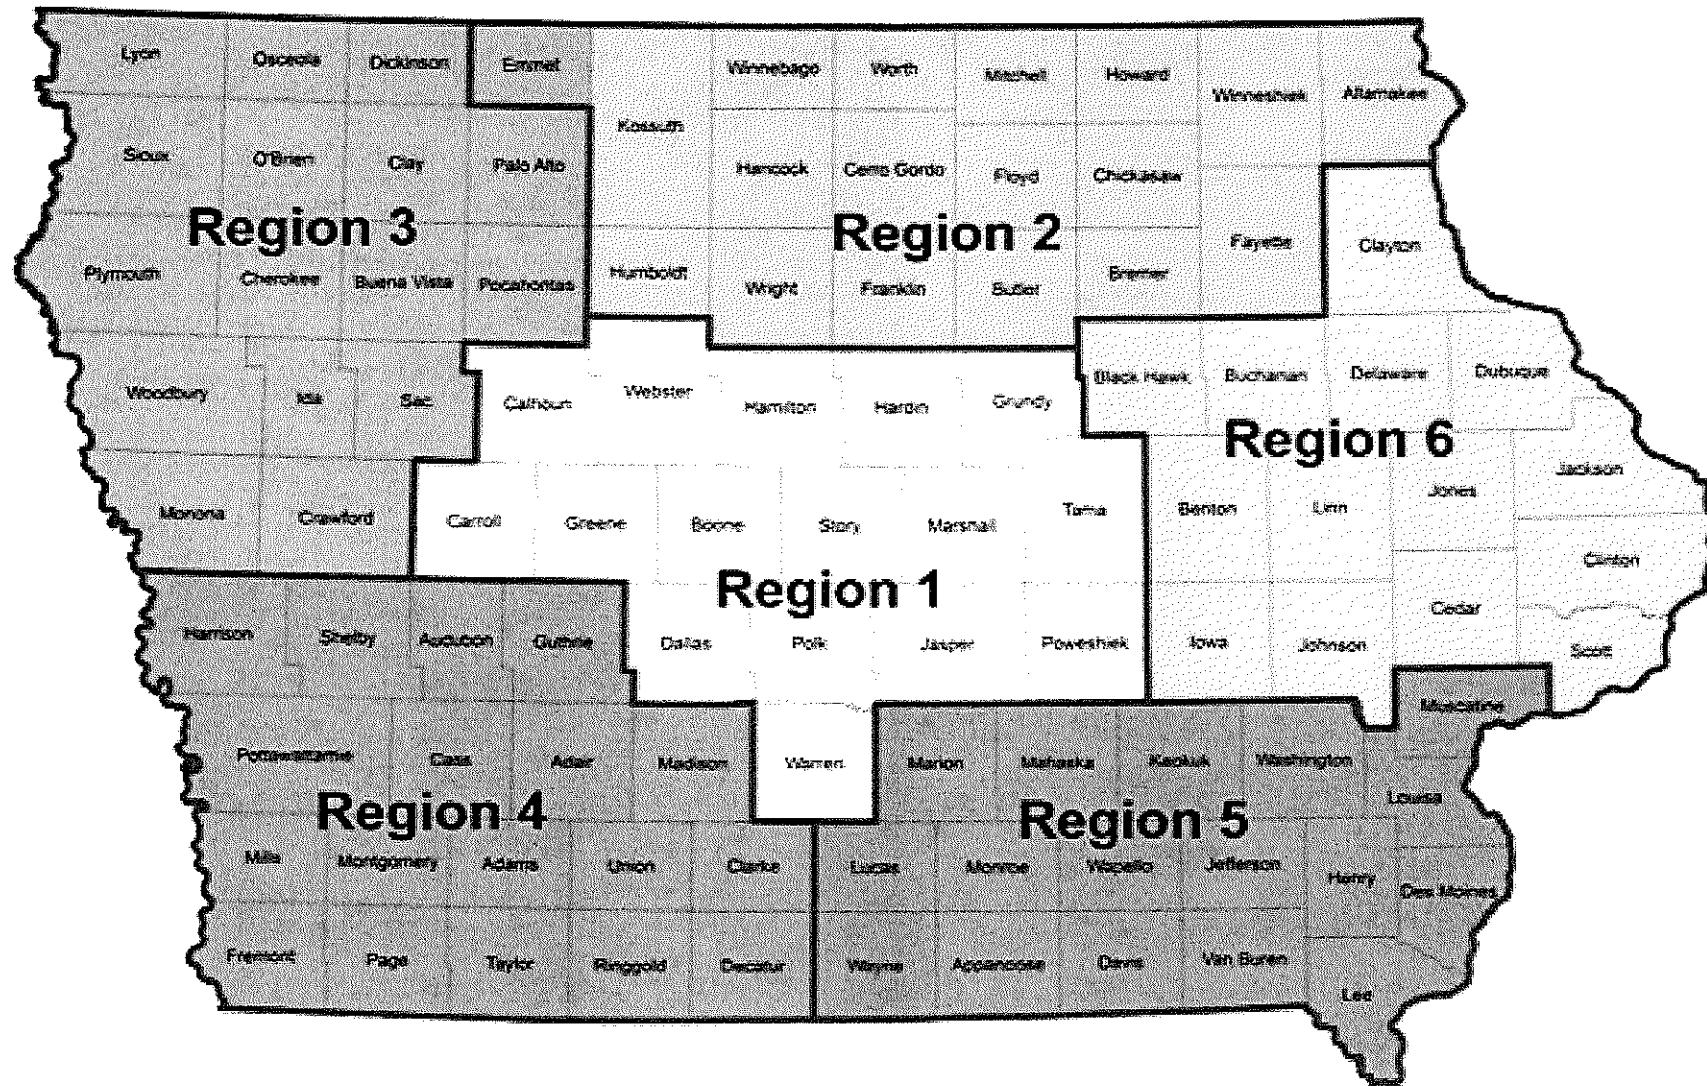 Lyon Osceola Dickinson Emmet Winnebago Worth Mitchell Howard Winneshiek Allamakee
Kossuth
Sioux O'Brien Clay Palo Alto Hancock Cerro Gordo Floyd Chickasaw
Region 3 Region 2
Fayette Clayton
Plymouth Cherokee Buena Vista Pocahontas Humboldt Wright Franklin Butler Bremer
Woodbury Ida Sac Calhoun Webster Hamilton Hardin Grundy Black Hawk Buchanan Delaware Dubuque
Region 6
Jackson
Monona Crawford Carroll Greene Boone Story Marshall Tama Benton Linn Jones
Clinton
Region 1
Cedar
Harrison Shelby Audubon Guthrie Dallas Polk Jasper Poweshiek Iowa Johnson Scott
Muscatine
Pottawattamie Cass Adair Madison Warren Marion Mahaska Keokuk Washington
Louisa
Region 4 Region 5
Mills Montgomery Adams Union Clarke Lucas Monroe Wapello Jefferson Henry Des Moines
Fremont Page Taylor Ringgold Decatur Wayne Appanoose Davis Van Buren
Lee